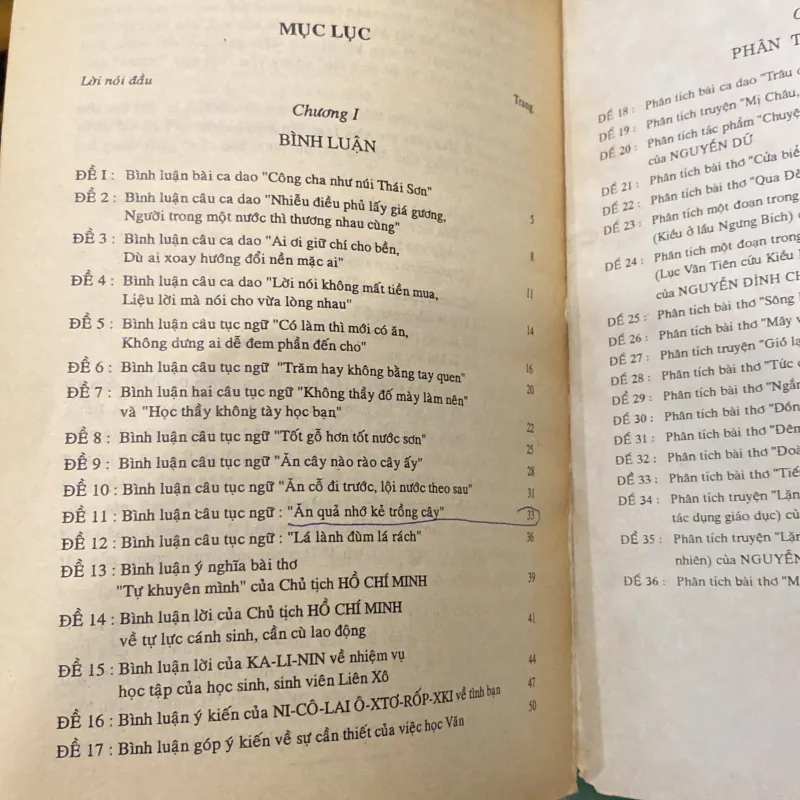 MỤC LỤC
Lời nói đầu
Trang
Chương I
BÌNH LUẬN
ĐỀ I : Bình luận bài ca dao "Công cha như núi Thái Sơn"
ĐỀ 2 : Bình luận câu ca dao "Nhiễu điều phủ lấy giá gương,
Người trong một nước thì thương nhau cùng" 5
ĐỀ 3 : Bình luận câu ca dao "Ai ơi giữ chí cho bền,
Dù ai xoay hướng đổi nền mặc ai" 8
ĐỀ 4 : Bình luận câu ca dao "Lời nói không mất tiền mua,
Liệu lời mà nói cho vừa lòng nhau" 11
ĐỀ 5 : Bình luận câu tục ngữ "Có làm thì mới có ăn,
Không dưng ai dễ đem phần đến cho" 14
ĐỀ 6 : Bình luận câu tục ngữ "Trăm hay không bằng tay quen" 16
ĐỀ 7 : Bình luận hai câu tục ngữ "Không thầy đố mày làm nên" 20
và "Học thầy không tày học bạn"
ĐỀ 8 : Bình luận câu tục ngữ "Tốt gỗ hơn tốt nước sơn" 22
ĐỀ 9 : Bình luận câu tục ngữ "Ăn cây nào rào cây ấy" 25
28
ĐỀ 10 : Bình luận câu tục ngữ "Ăn cỗ đi trước, lội nước theo sau" 31
ĐỀ 11 : Bình luận câu tục ngữ : "Ăn quả nhớ kẻ trồng cây" 33
ĐỀ 12 : Bình luận câu tục ngữ : "Lá lành đùm lá rách" 36
ĐỀ 13 : Bình luận ý nghĩa bài thơ
"Tự khuyên mình" của Chủ tịch HỒ CHÍ MINH 39
ĐỀ 14 : Bình luận lời của Chủ tịch HỒ CHÍ MINH
về tự lực cánh sinh, cần cù lao động 41
ĐỀ 15 : Bình luận lời của KA-LI-NIN về nhiệm vụ
học tập của học sinh, sinh viên Liên Xô 44
ĐỀ 16 : Bình luận ý kiến của NI-CÔ-LAI Ô-XTƠ-RỐP-XKI về tình bạn 47
ĐỀ 17 : Bình luận góp ý kiến về sự cần thiết của việc học Văn 50
PHÂN T
ĐỀ 18 : Phân tích bài ca dao "Trâu
ĐỀ 19 : Phân tích truyện "Mị Châu,
ĐỀ 20 : Phân tích tác phẩm "Chuyệ
của NGUYỄN DỮ
ĐỀ 21 : Phân tích bài thơ "Cửa biể
ĐỀ 22 : Phân tích bài thơ "Qua Đè
ĐỀ 23 : Phân tích một đoạn trong
(Kiều ở lầu Ngưng Bích)
ĐỀ 24 : Phân tích một đoạn trong
(Lục Vân Tiên cứu Kiều
của NGUYỄN ĐÌNH CH
ĐỀ 25 : Phân tích bài thơ "Sông
ĐỀ 26 : Phân tích bài thơ "Mây v
ĐỀ 27 : Phân tích truyện "Gió lạ
ĐỀ 28 : Phân tích bài thơ "Tức c
ĐỀ 29 : Phân tích bài thơ "Ngắ
ĐỀ 30 : Phân tích bài thơ "Đồn
ĐỀ 31 : Phân tích bài thơ "Đêm
ĐỀ 32 : Phân tích bài thơ "Đoà
ĐỀ 33 : Phân tích bài thơ "Tiế
ĐỀ 34 : Phân tích truyện "Lặn
tác dụng giáo dục) c
ĐỀ 35 : Phân tích truyện "Lặn
nhiên) của NGUYỄN
ĐỀ 36 : Phân tích bài thơ "M